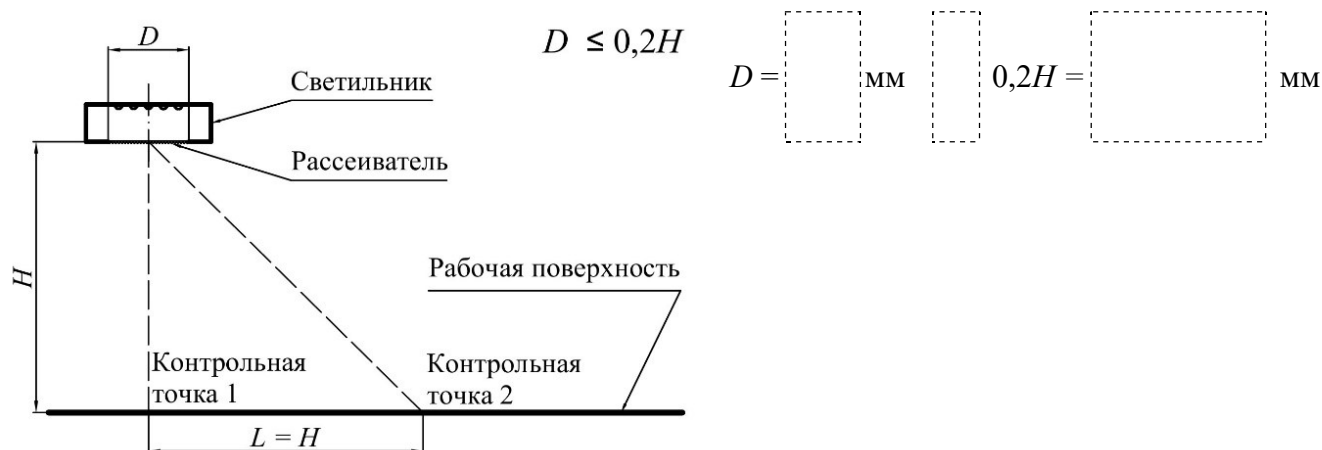 D
D ≤ 0,2H
D = мм 0,2H = мм
Светильник
Рассеиватель
H
Рабочая поверхность
Контрольная
точка 1
Контрольная
точка 2
L = H